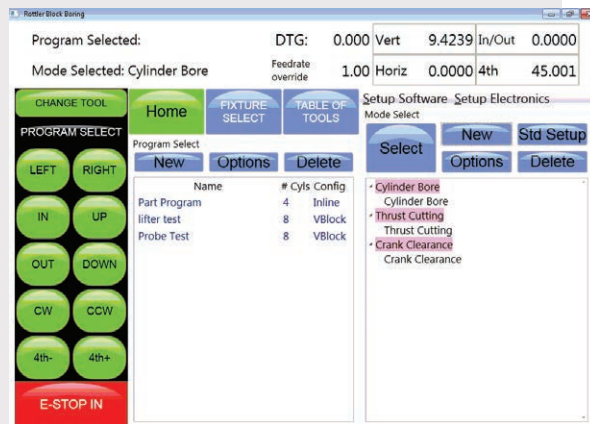 Rottler Block Boring
Program Selected: DTG: 0.000 Vert 9.4239 In/Out 0.0000
Mode Selected: Cylinder Bore Feedrate override 1.00 Horiz 0.0000 4th 45.001
CHANGE TOOL
PROGRAM SELECT
LEFT RIGHT
IN UP
OUT DOWN
CW CCW
4th- 4th+
E-STOP IN
Home FIXTURE SELECT TABLE OF TOOLS
Program Select
New Options Delete
Name # Cyls Config
Part Program 4 Inline
lifter test 8 VBlock
Probe Test 8 VBlock
Setup Software Setup Electronics
Mode Select
Select New Std Setup
Options Delete
Cylinder Bore
Cylinder Bore
Thrust Cutting
Thrust Cutting
Crank Clearance
Crank Clearance